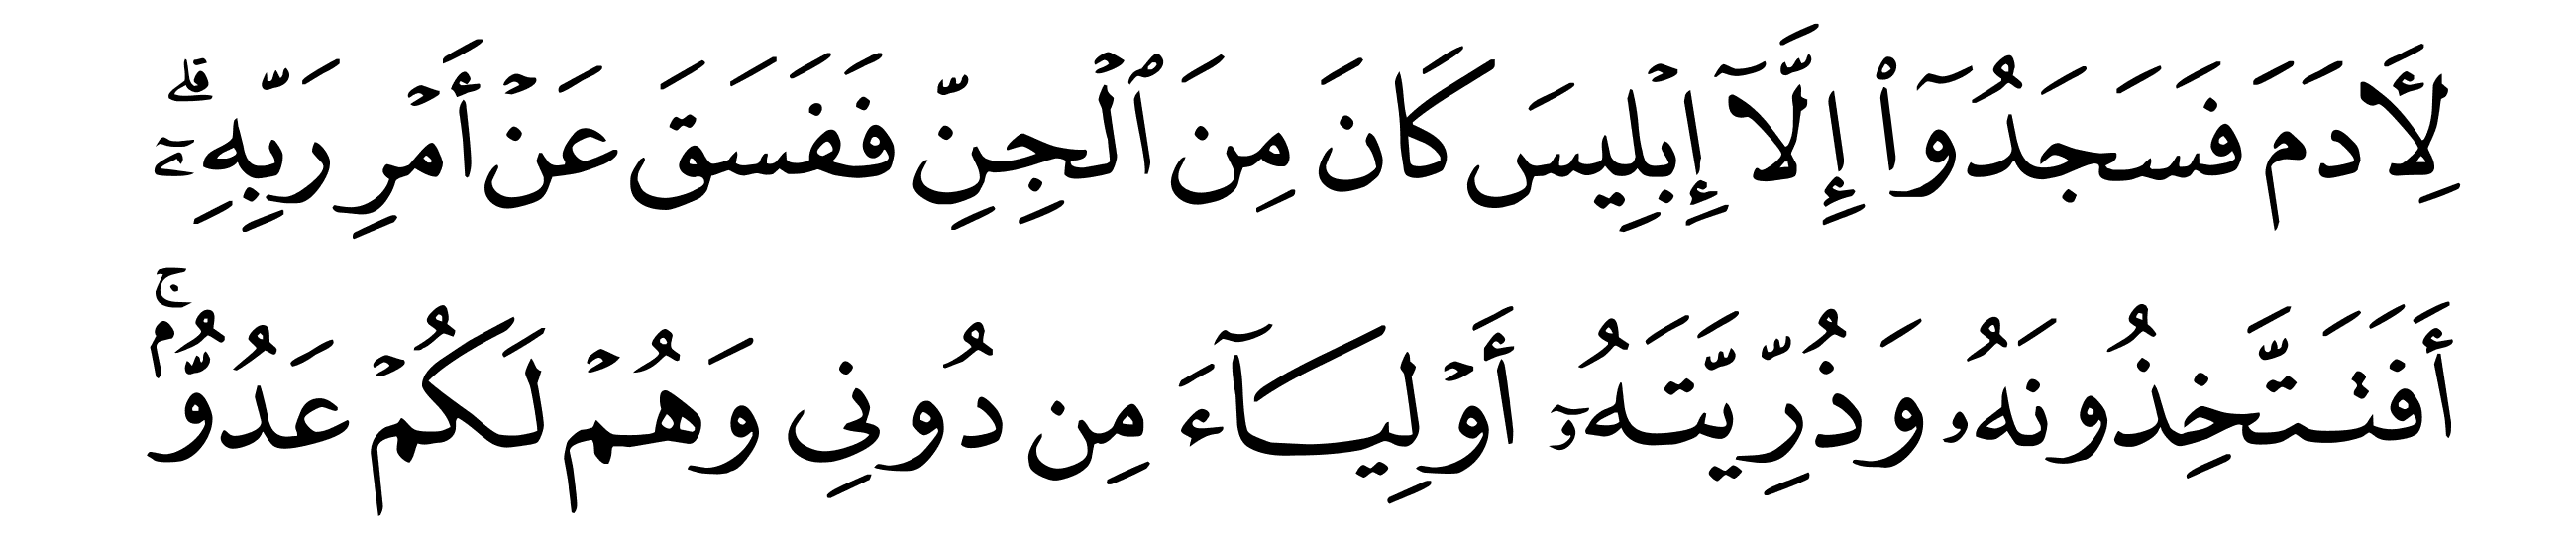 لِأَٓدَمَ فَسَجَدُوٓاْ إِلَّآ إِبۡلِيسَ كَانَ مِنَ ٱلۡجِنِّ فَفَسَقَ عَنۡ أَمۡرِ رَبِّهِۦٓۗ
أَفَتَتَّخِذُونَهُۥ وَذُرِّيَّتَهُۥٓ أَوۡلِيَآءَ مِن دُونِي وَهُمۡ لَكُمۡ عَدُوُّۢۚ